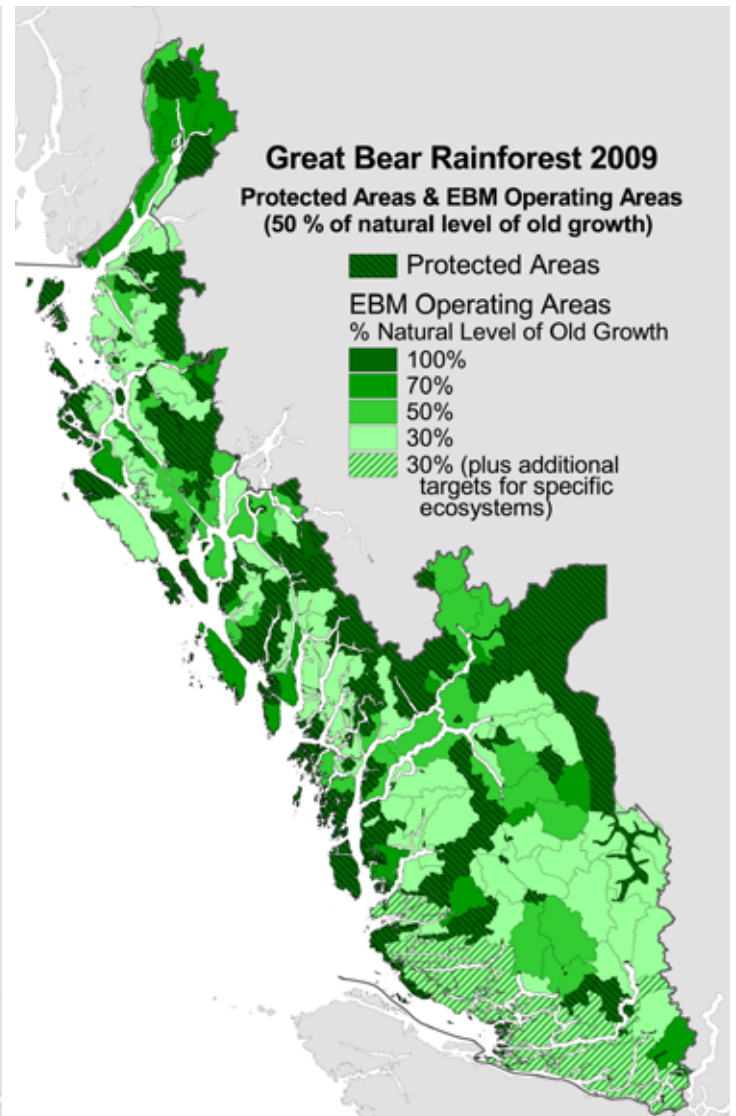 Great Bear Rainforest 2009
Protected Areas & EBM Operating Areas
(50 % of natural level of old growth)
Protected Areas
EBM Operating Areas
% Natural Level of Old Growth
100%
70%
50%
30%
30% (plus additional
targets for specific
ecosystems)